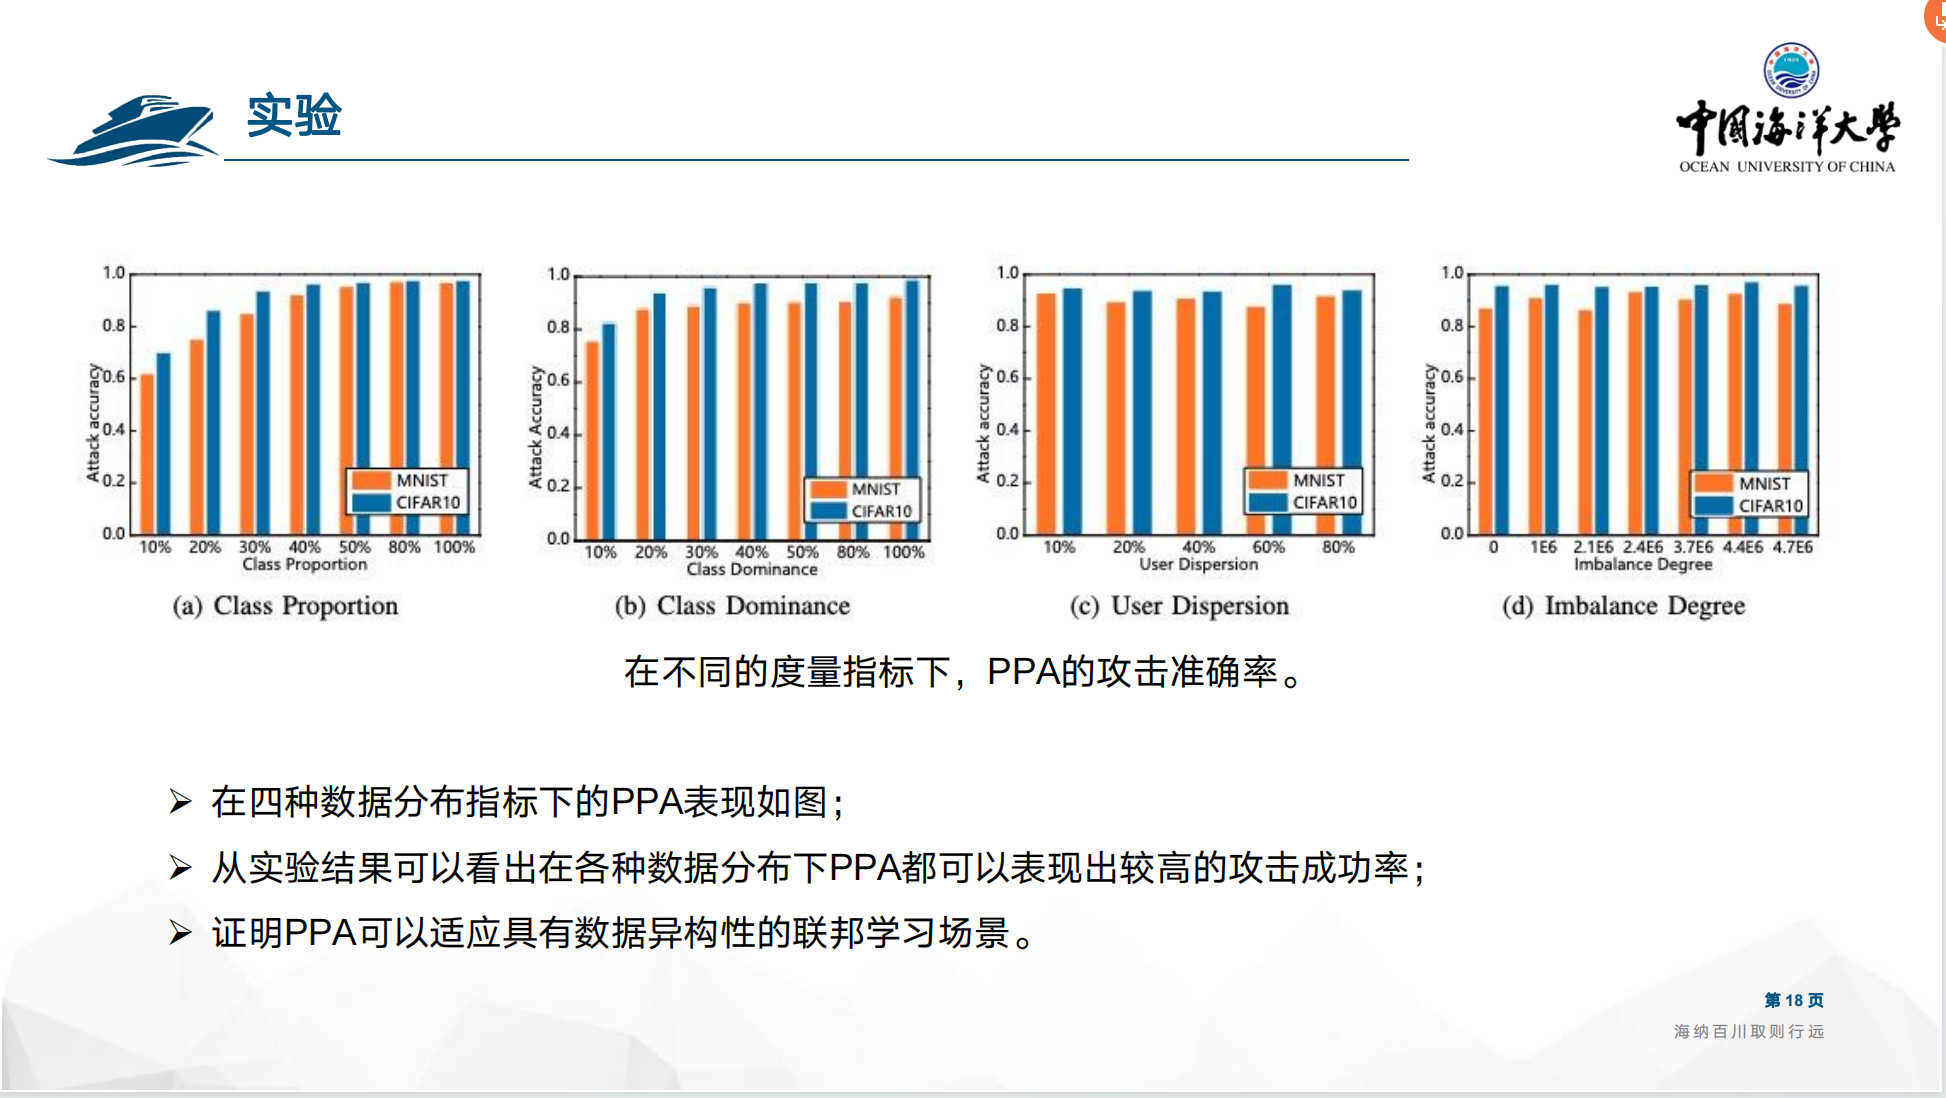 实验
中国海洋大学
OCEAN UNIVERSITY OF CHINA
1.0
0.8
0.6
0.4
0.2
0.0
Attack accuracy
MNIST
CIFAR10
10% 20% 30% 40% 50% 80% 100%
Class Proportion
(a) Class Proportion
1.0
0.8
0.6
0.4
0.2
0.0
Attack Accuracy
MNIST
CIFAR10
10% 20% 30% 40% 50% 80% 100%
Class Dominance
(b) Class Dominance
1.0
0.8
0.6
0.4
0.2
0.0
Attack accuracy
MNIST
CIFAR10
10% 20% 40% 60% 80%
User Dispersion
(c) User Dispersion
1.0
0.8
0.6
0.4
0.2
0.0
Attack accuracy
MNIST
CIFAR10
0 1E6 2.1E6 2.4E6 3.7E6 4.4E6 4.7E6
Imbalance Degree
(d) Imbalance Degree
在不同的度量指标下，PPA的攻击准确率。
➢ 在四种数据分布指标下的PPA表现如图；
➢ 从实验结果可以看出在各种数据分布下PPA都可以表现出较高的攻击成功率；
➢ 证明PPA可以适应具有数据异构性的联邦学习场景。
第 18 页
海纳百川取则行远